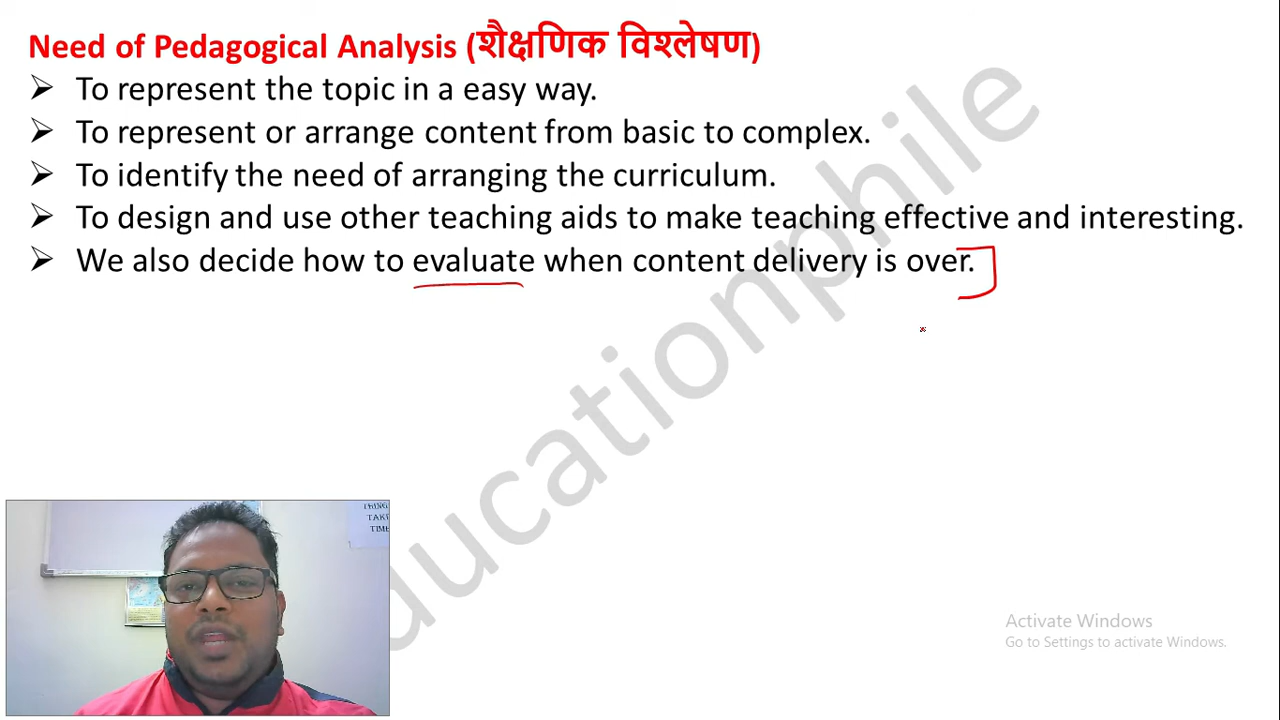 Need of Pedagogical Analysis (शैक्षणिक विश्लेषण)
➢ To represent the topic in a easy way.
➢ To represent or arrange content from basic to complex.
➢ To identify the need of arranging the curriculum.
➢ To design and use other teaching aids to make teaching effective and interesting.
➢ We also decide how to evaluate when content delivery is over.
ducationphile
TAKE
TIME
Activate Windows
Go to Settings to activate Windows.